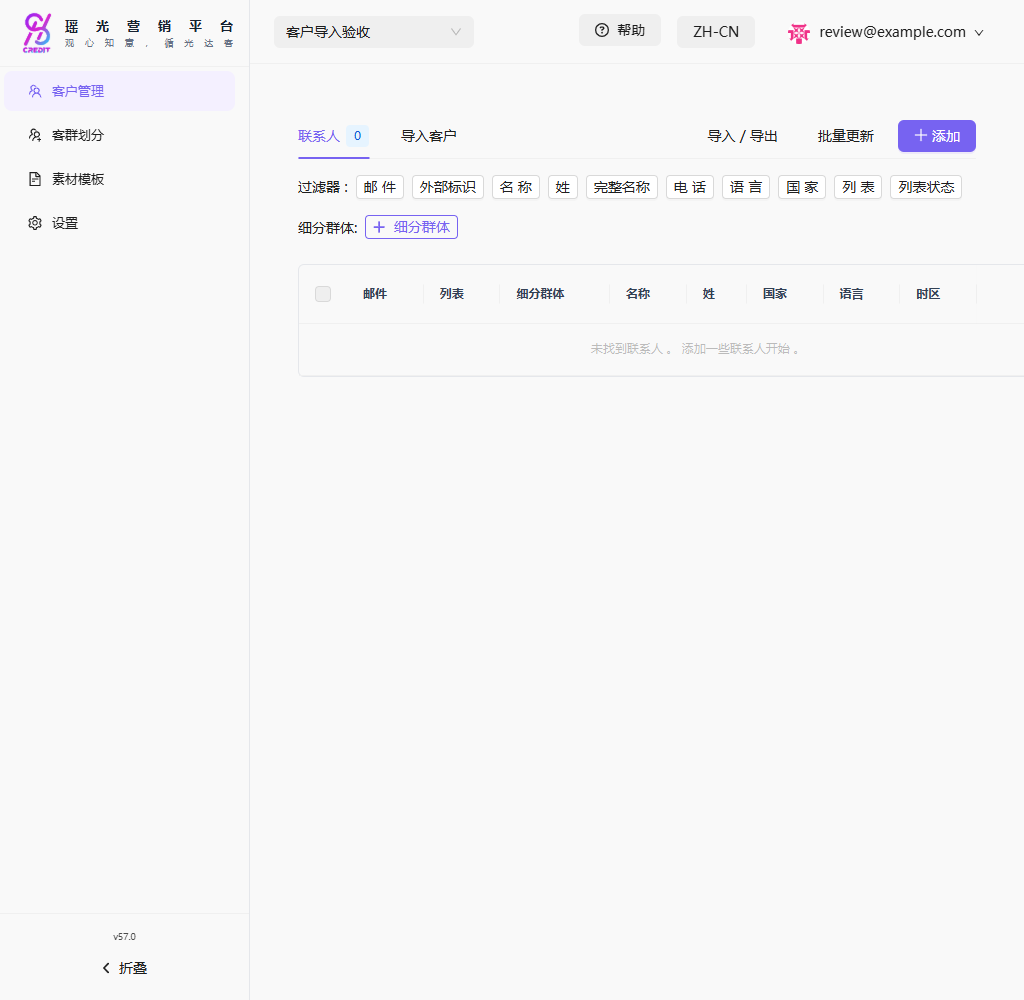 瑶 光 营 销 平 台
观 心 知 意 ， 循 光 达 客
CREDIT
客户导入验收
帮助
ZH-CN
review@example.com
客户管理
客群划分
素材模板
设置
联系人 0 导入客户 导入 / 导出 批量更新 添加
过滤器 : 邮 件 外部标识 名 称 姓 完整名称 电 话 语 言 国 家 列 表 列表状态
细分群体: 细分群体
邮件 列表 细分群体 名称 姓 国家 语言 时区
未找到联系人 。 添加一些联系人开始 。
v57.0
折叠